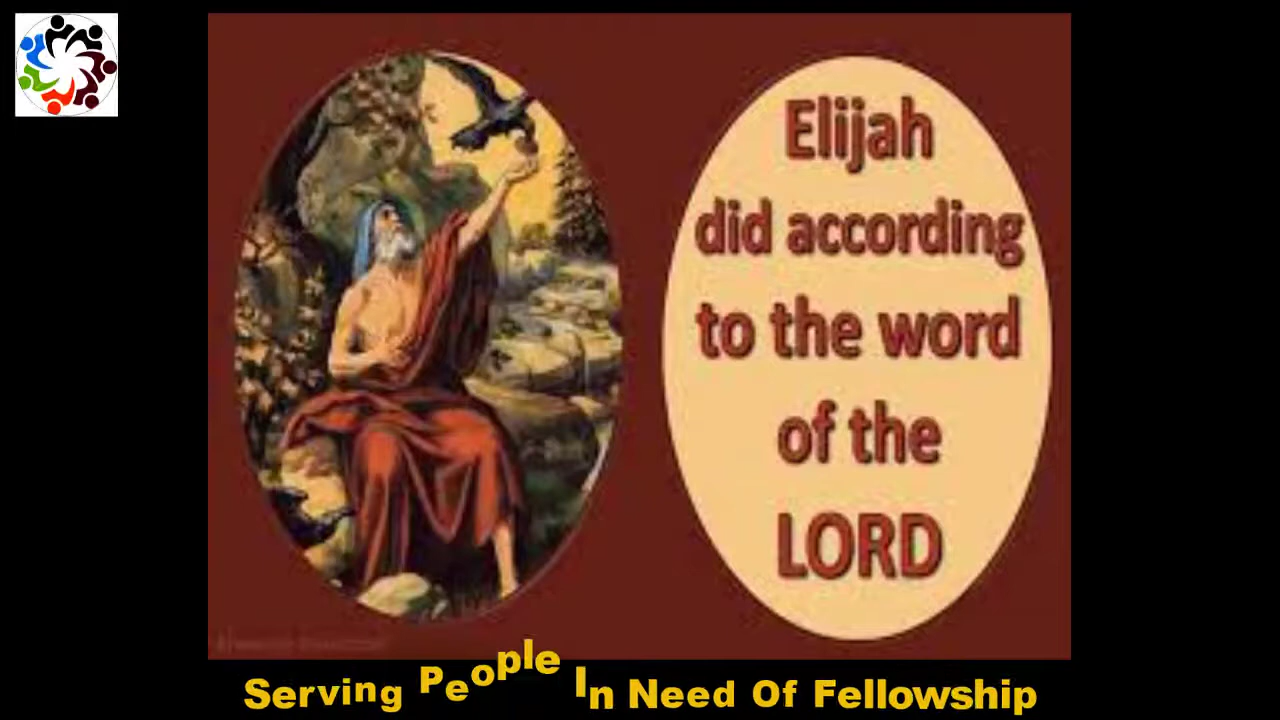 Elijah
did according
to the word
of the
LORD
Serving People In Need Of Fellowship